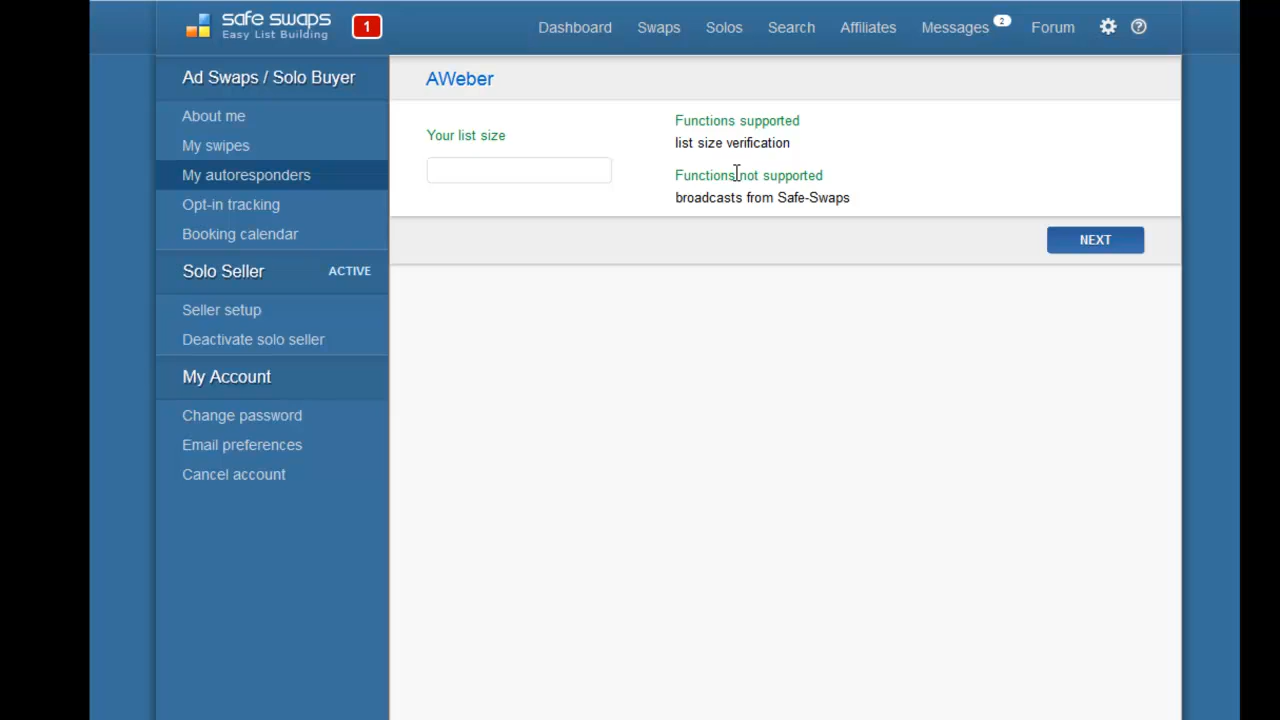 safe swaps
Easy List Building
1
Dashboard
Swaps
Solos
Search
Affiliates
Messages 2
Forum
Ad Swaps / Solo Buyer
About me
My swipes
My autoresponders
Opt-in tracking
Booking calendar
Solo Seller ACTIVE
Seller setup
Deactivate solo seller
My Account
Change password
Email preferences
Cancel account
AWeber
Your list size
Functions supported
list size verification
Functions not supported
broadcasts from Safe-Swaps
NEXT